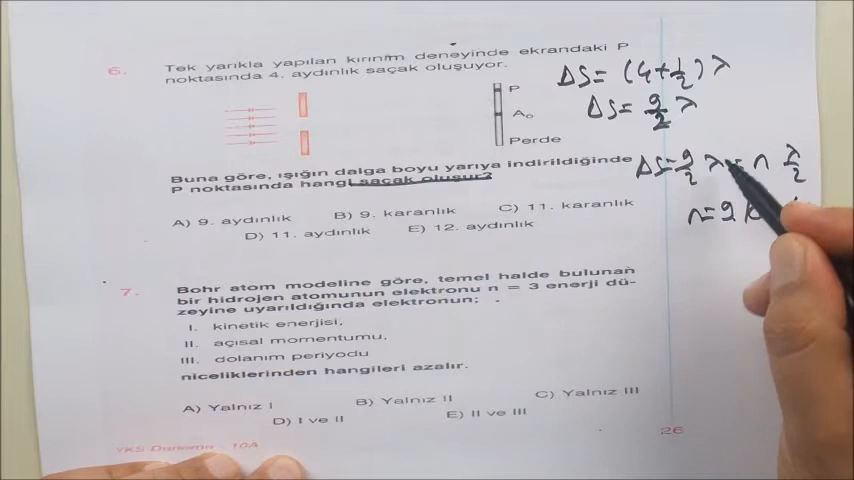 6. Tek yarıkla yapılan kırınım deneyinde ekrandaki P
noktasında 4. aydınlık saçak oluşuyor.
P
A₀
Perde
Buna göre, ışığın dalga boyu yarıya indirildiğinde
P noktasında hangi saçak oluşur?
A) 9. aydınlık B) 9. karanlık C) 11. karanlık
D) 11. aydınlık E) 12. aydınlık
ΔS = (4 + 1/2) λ
ΔS = 9/2 λ
ΔS = 9/2 λ = n λ/2
n = 9
7. Bohr atom modeline göre, temel halde bulunan
bir hidrojen atomunun elektronu n = 3 enerji dü-
zeyine uyarıldığında elektronun;
I. kinetik enerjisi,
II. açısal momentumu,
III. dolanım periyodu
niceliklerinden hangileri azalır.
A) Yalnız I B) Yalnız II C) Yalnız III
D) I ve II E) II ve III
YKS Deneme - 10A
26